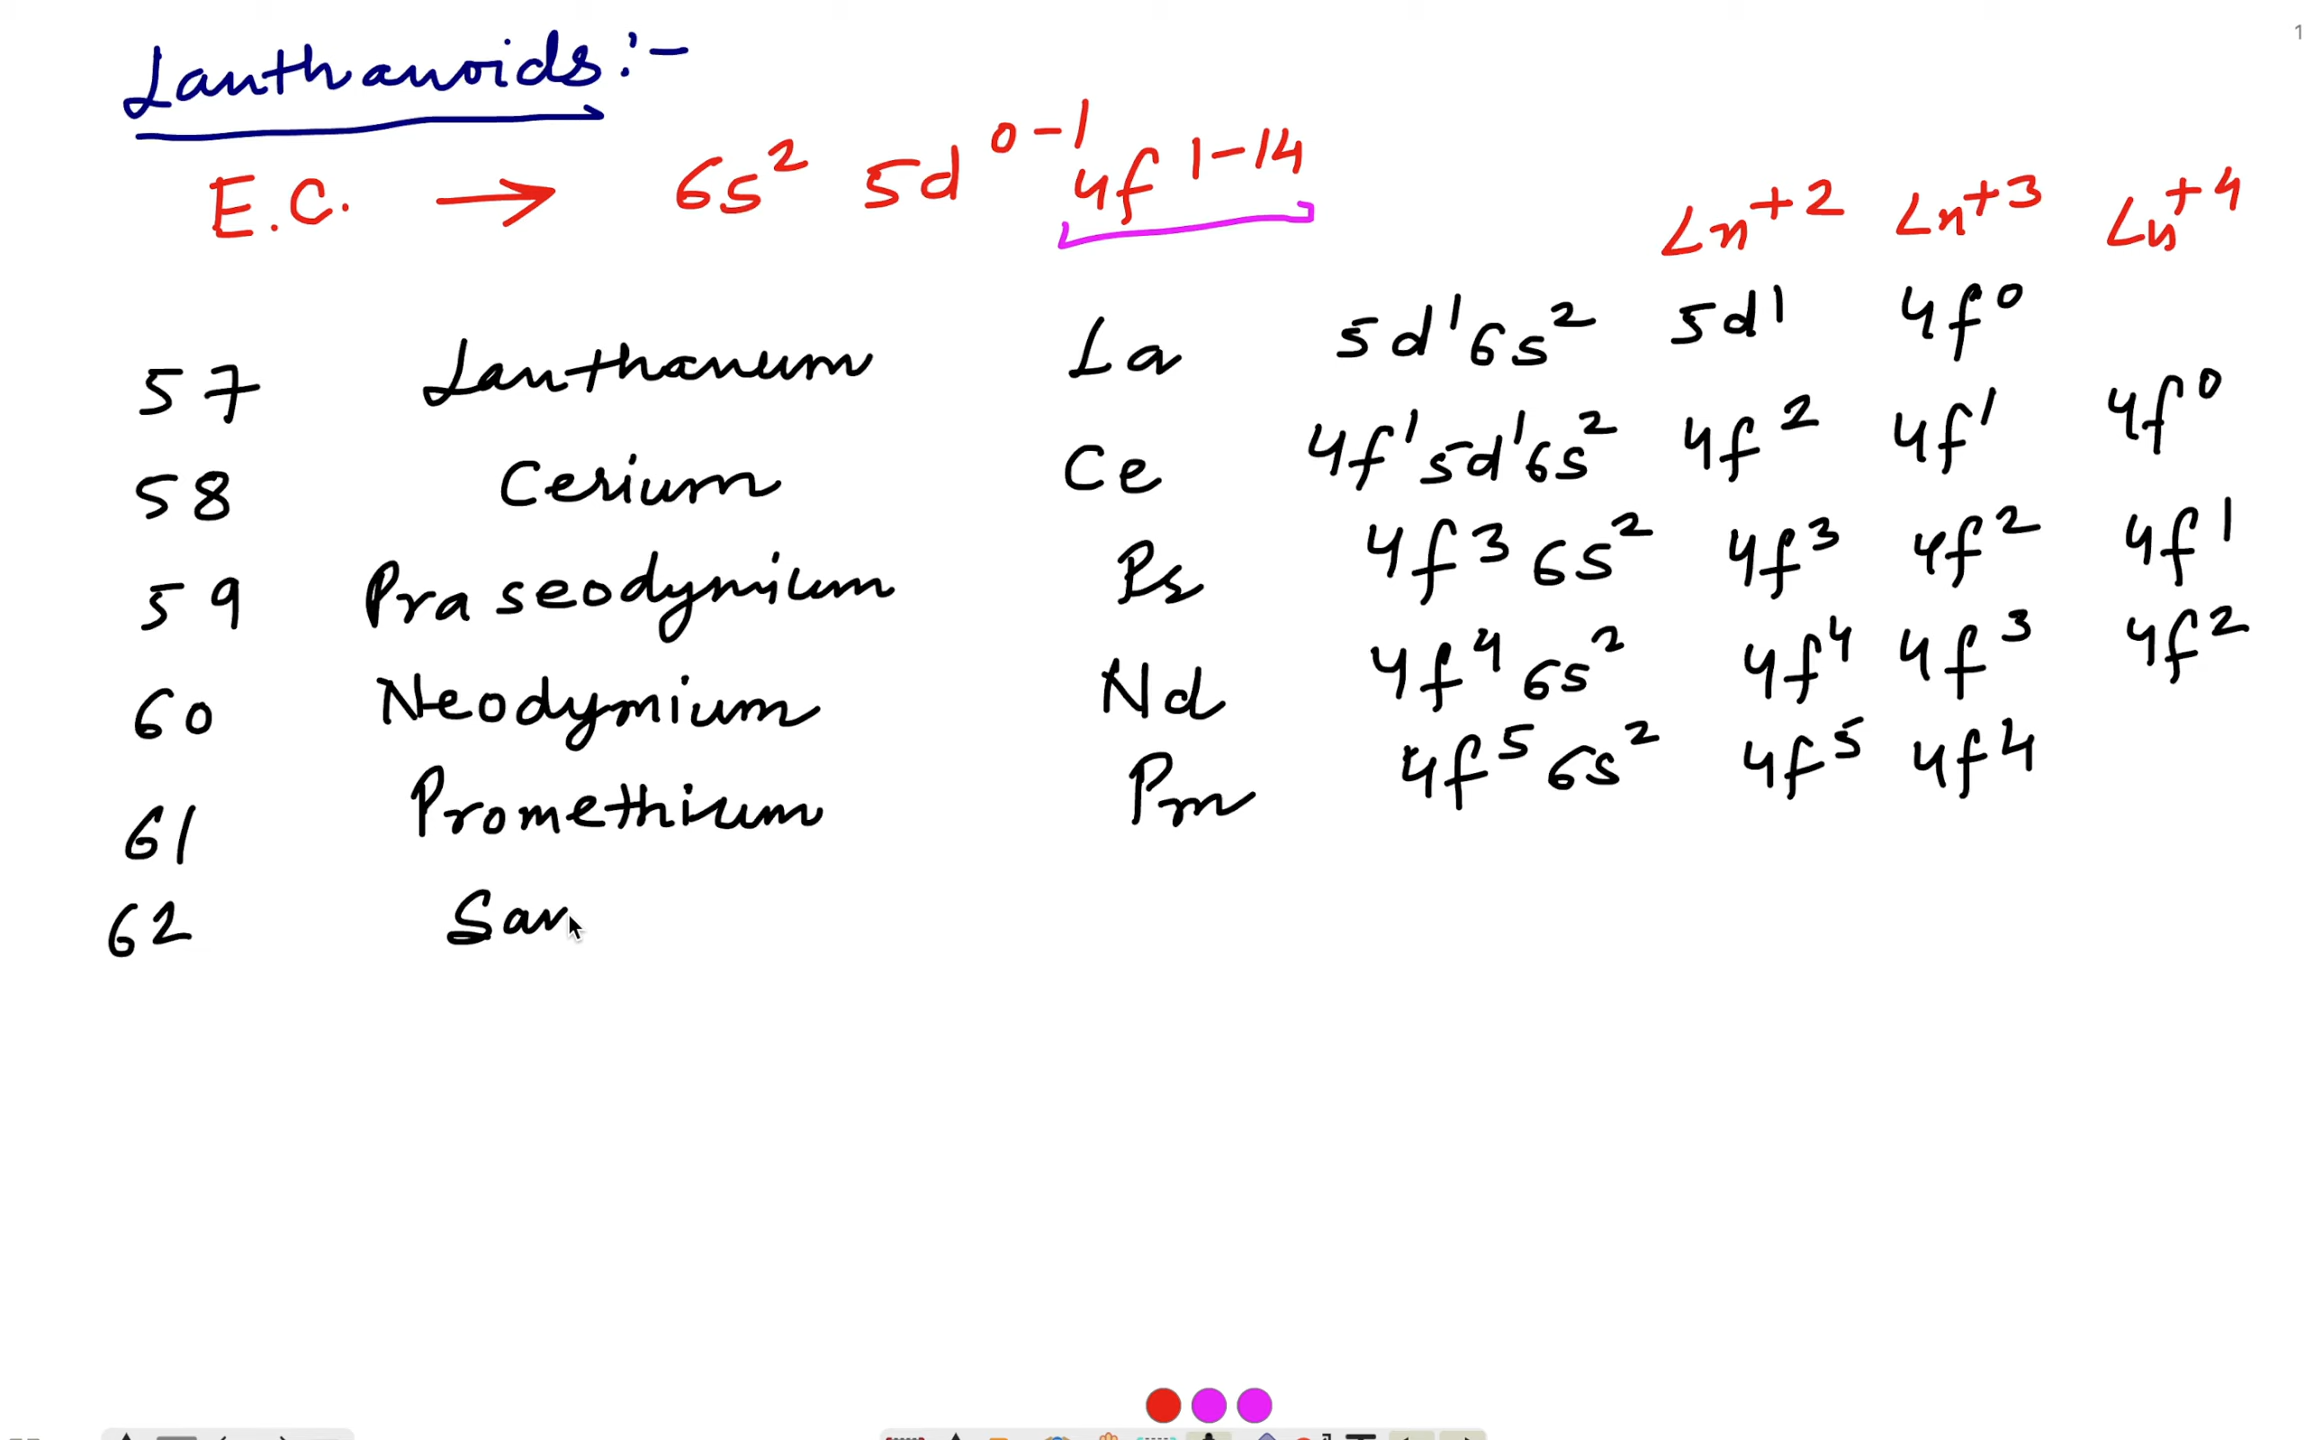 1
Lanthanoids:-
E.C. → 6s² 5d⁰⁻¹ 4f¹⁻¹⁴
Ln⁺² Ln⁺³ Ln⁺⁴
57 Lanthanum La 5d¹6s² 5d¹ 4f⁰
58 Cerium Ce 4f¹5d¹6s² 4f² 4f¹ 4f⁰
59 Praseodymium Pr 4f³6s² 4f³ 4f² 4f¹
60 Neodymium Nd 4f⁴6s² 4f⁴ 4f³ 4f²
61 Promethium Pm 4f⁵6s² 4f⁵ 4f⁴
62 Sam